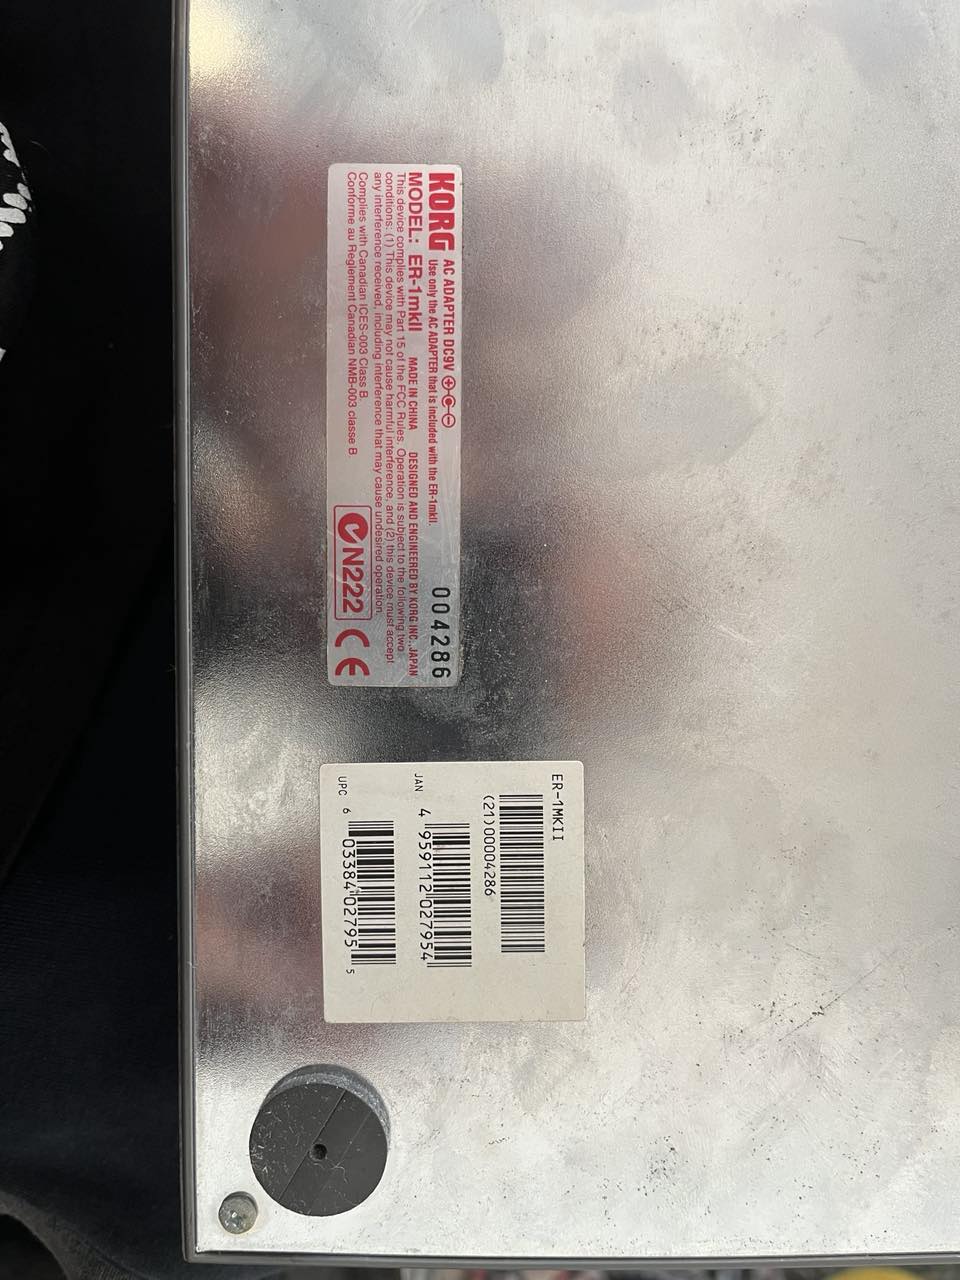 KORG AC ADAPTER DC9V
Use only the AC ADAPTER that is included with the ER-1mkII.
004286
MODEL: ER-1mkII MADE IN CHINA DESIGNED AND ENGINEERED BY KORG INC., JAPAN
This device complies with Part 15 of the FCC Rules. Operation is subject to the following two
conditions: (1) This device may not cause harmful interference, and (2) this device must accept
any interference received, including interference that may cause undesired operation.
Complies with Canadian ICES-003 Class B.
Conforme au Reglement Canadian NMB-003 classe B
N222 CE
ER-1MKII
(21)00004286
JAN 4 959112 027954
UPC 6 03384 02795 5